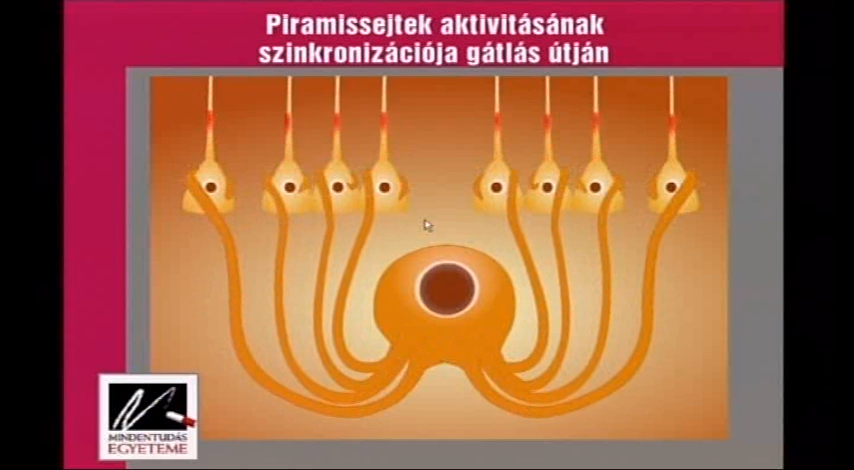 Piramissejtek aktivitásának
szinkronizációja gátlás útján
MINDENTUDÁS
EGYETEME